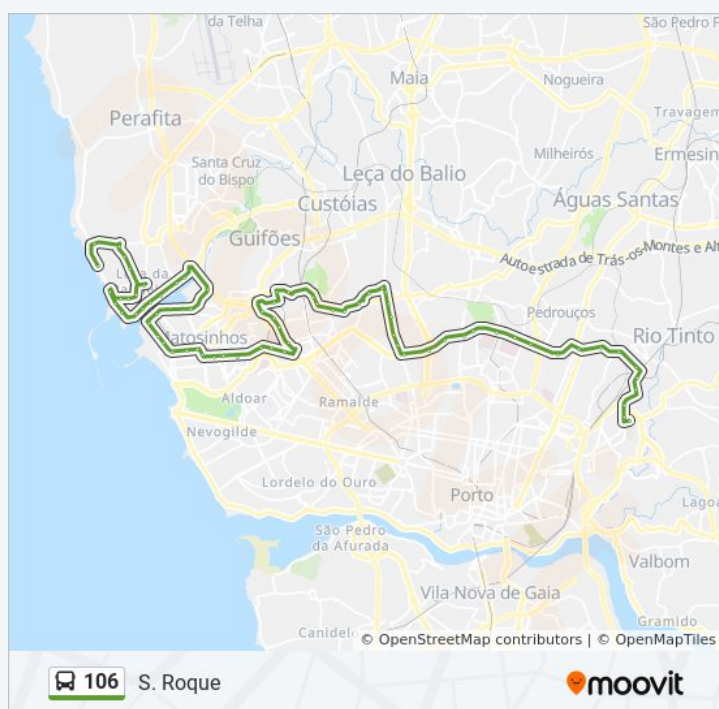 da Telha
São Pedro F
Maia
Nogueira
Perafita
Travagem
Milheirós
Ermesin
Santa Cruz
do Bispo
Leça do Balio
Custóias
Águas Santas
Guifões
Autoestrada de Trás-os-Montes e Alt
Pedrouços
Matosinhos
Rio Tinto
Aldoar
Ramalde
Nevogilde
Lordelo do Ouro
Porto
Lagoa
São Pedro
da Afurada
Valbom
Vila Nova de Gaia
Gramido
Canidelo
© OpenStreetMap contributors | © OpenMapTiles
106 S. Roque
moovit